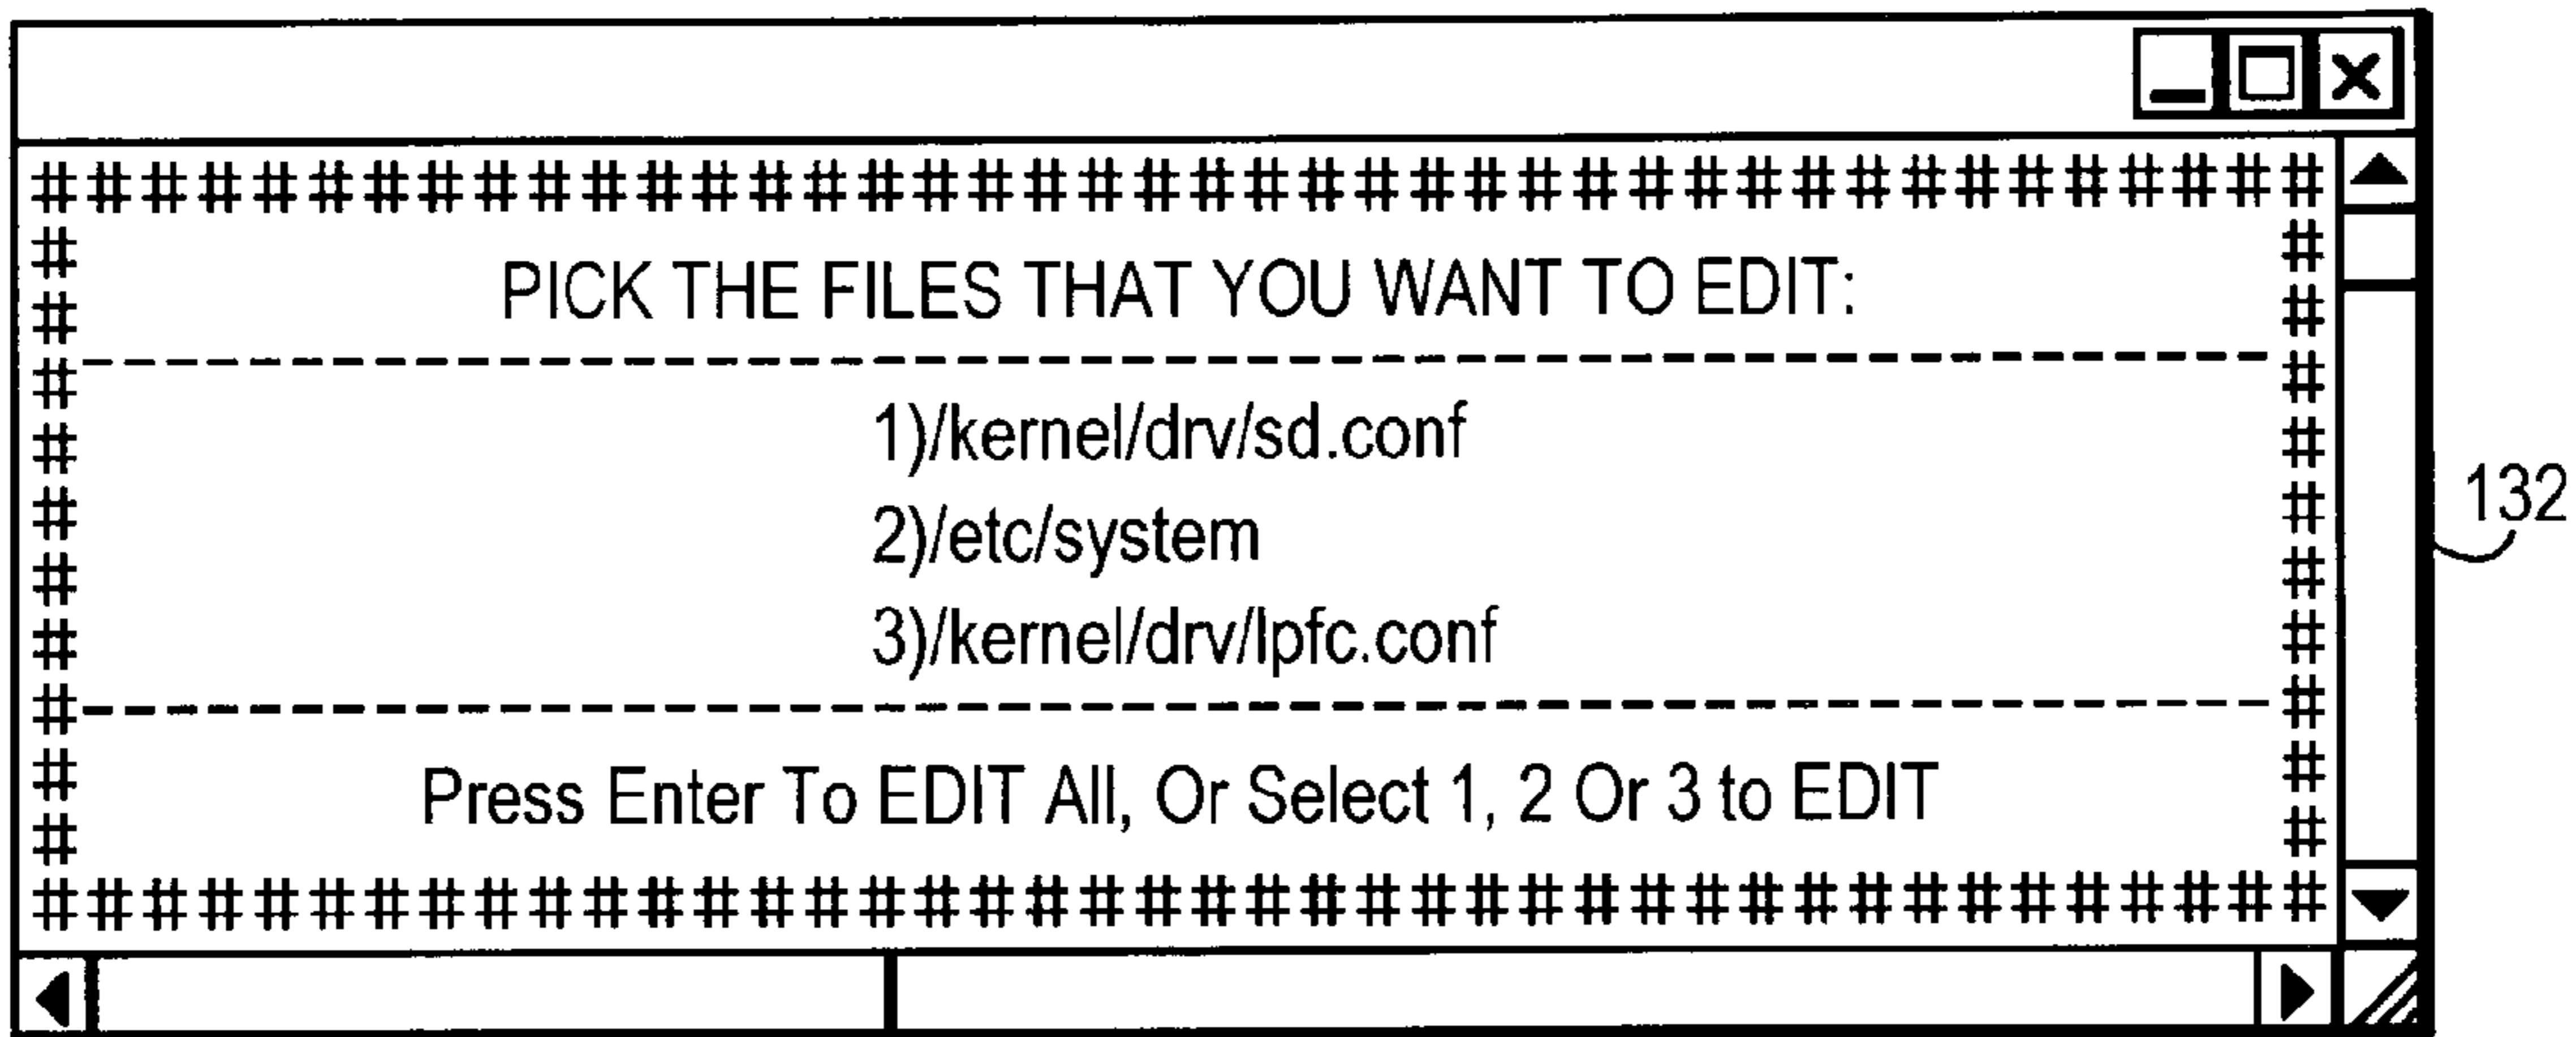 # # # # # # # # # # # # # # # # # # # # # # # # # # # # # # # # # # # # # # # # # #
# PICK THE FILES THAT YOU WANT TO EDIT: #
# - - - - - - - - - - - - - - - - - - - - - - - - - - - - - - - - - - - #
# 1)/kernel/drv/sd.conf #
# 2)/etc/system #
# 3)/kernel/drv/lpfc.conf #
# - - - - - - - - - - - - - - - - - - - - - - - - - - - - - - - - - - - #
# Press Enter To EDIT All, Or Select 1, 2 Or 3 to EDIT #
# # # # # # # # # # # # # # # # # # # # # # # # # # # # # # # # # # # # # # # # # #
132